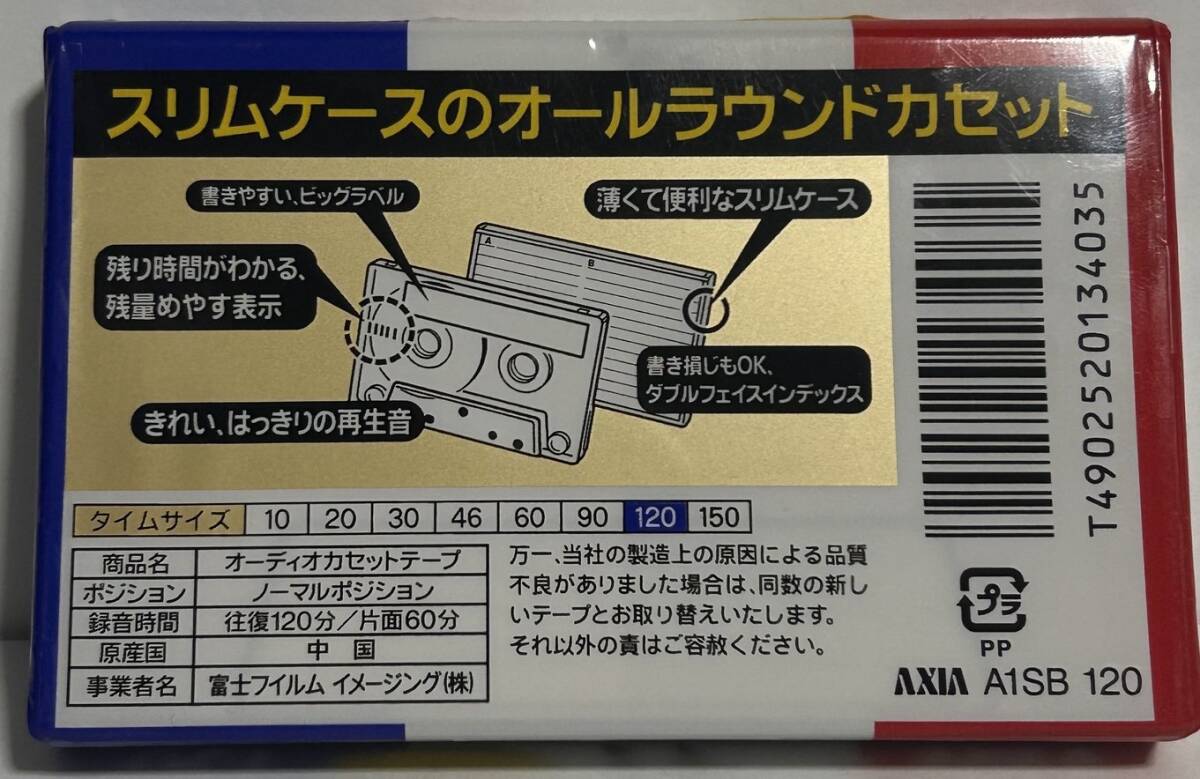 スリムケースのオールラウンドカセット
書きやすい、ビッグラベル
薄くて便利なスリムケース
残り時間がわかる、
残量めやす表示
A
B
書き損じもOK、
ダブルフェイスインデックス
きれい、はっきりの再生音
T4902520134035
タイムサイズ 10 20 30 46 60 90 120 150
商品名 オーディオカセットテープ
ポジション ノーマルポジション
録音時間 往復120分/片面60分
原産国 中国
事業者名 富士フイルム イメージング(株)
万一、当社の製造上の原因による品質
不良がありました場合は、同数の新し
いテープとお取り替えいたします。
それ以外の責はご容赦ください。
プラ
PP
AXIA A1SB 120